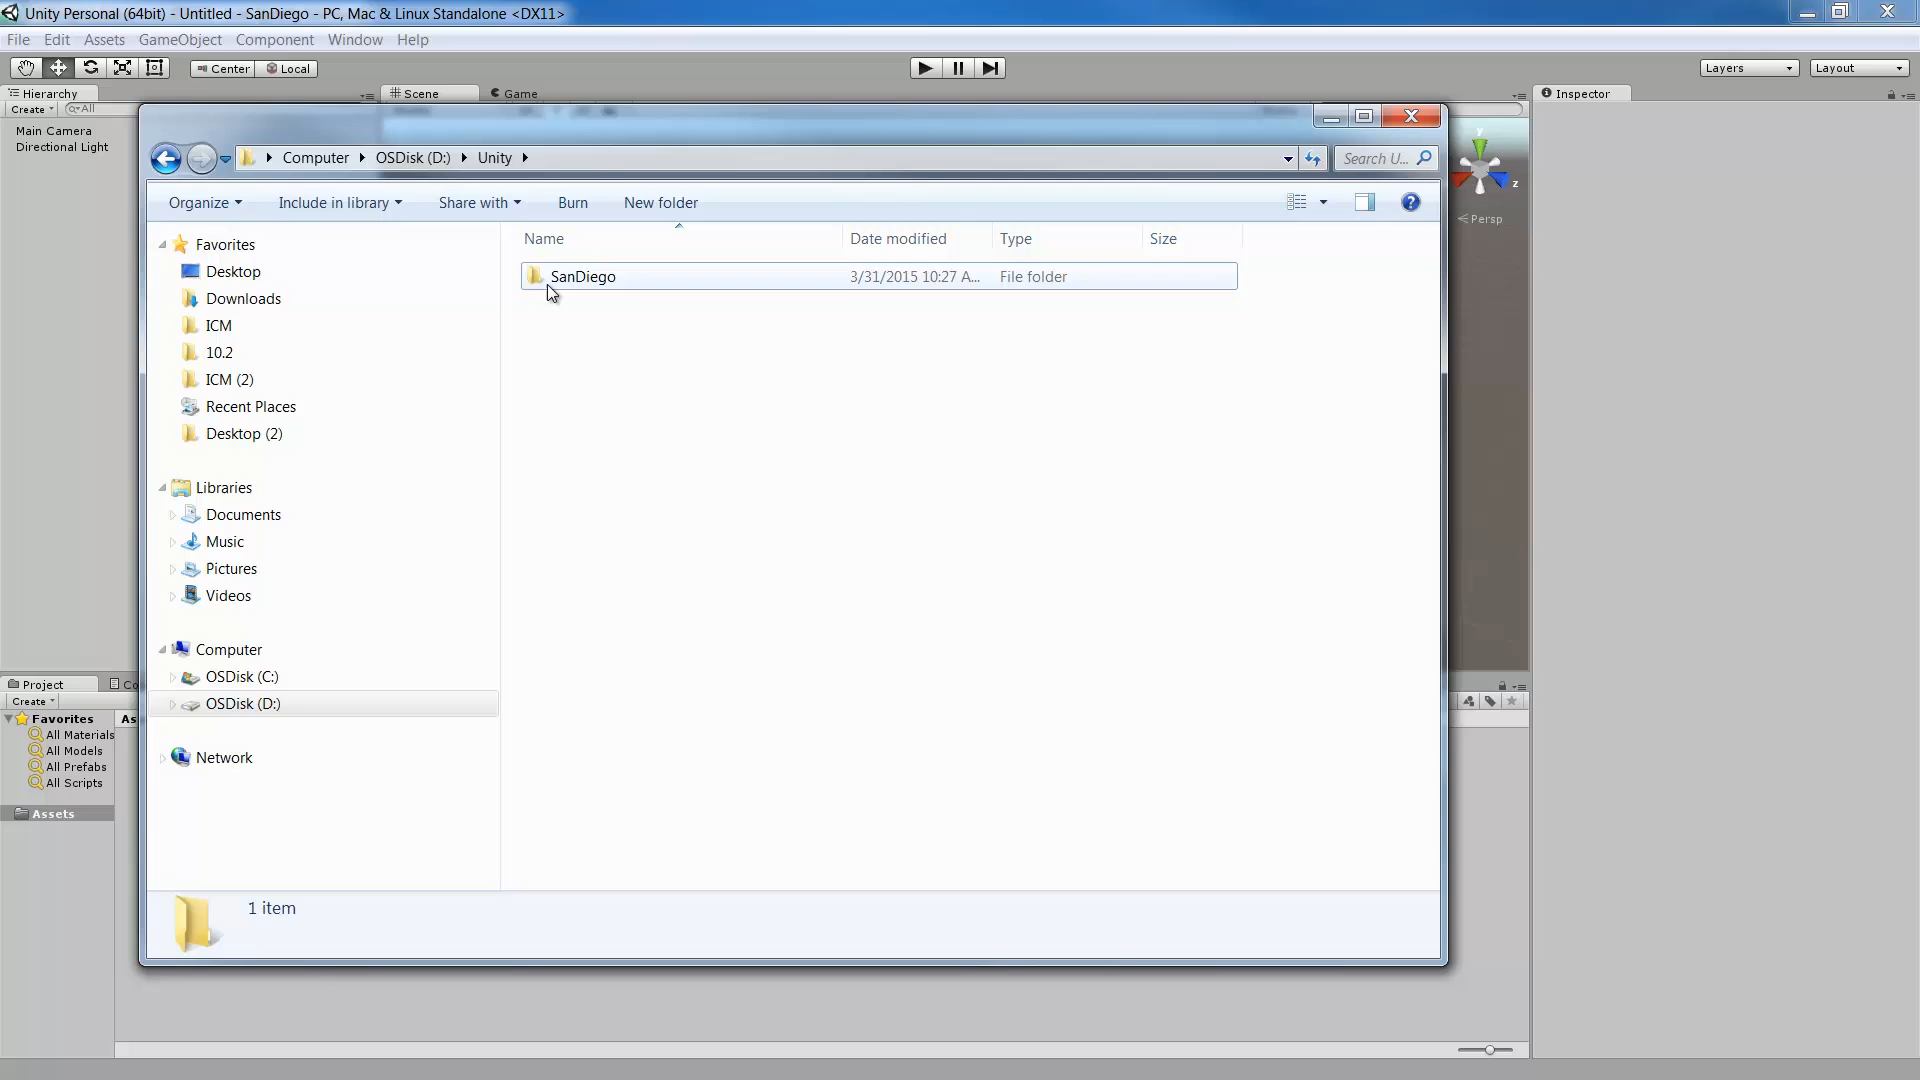 Unity Personal (64bit) - Untitled - SanDiego - PC, Mac & Linux Standalone <DX11>
File Edit Assets GameObject Component Window Help
Center Local Layers Layout
Hierarchy Scene Game Inspector
Create All
Main Camera
Directional Light
Computer OSDisk (D:) Unity Search U...
Organize Include in library Share with Burn New folder
Name Date modified Type Size
SanDiego 3/31/2015 10:27 A... File folder
Favorites
Desktop
Downloads
ICM
10.2
ICM (2)
Recent Places
Desktop (2)
Libraries
Documents
Music
Pictures
Videos
Computer
OSDisk (C:)
OSDisk (D:)
Network
1 item
y
z
Persp
Project Co
Create
Favorites As
All Materials
All Models
All Prefabs
All Scripts
Assets